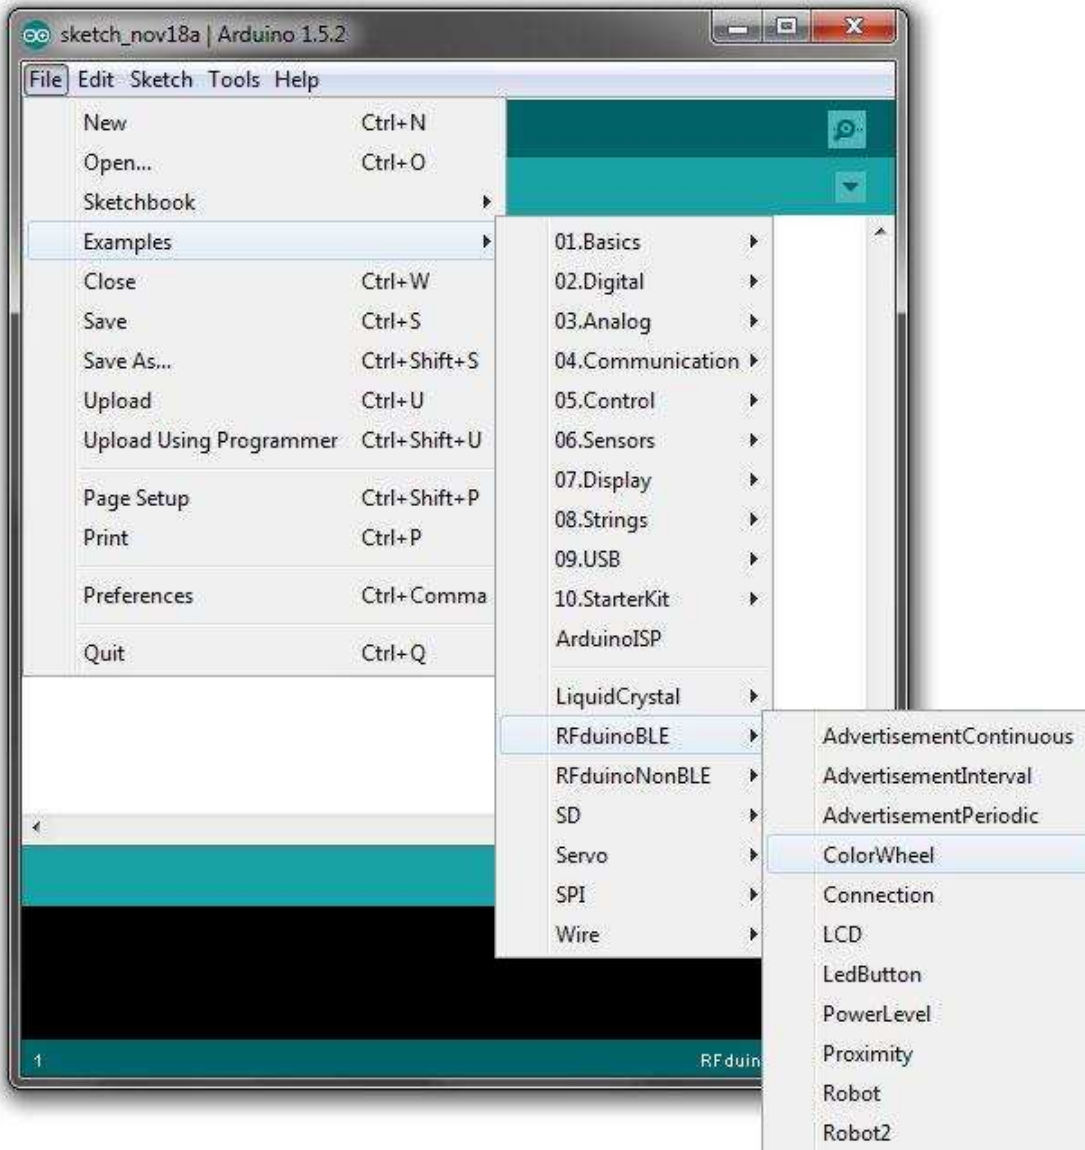 sketch_nov18a | Arduino 1.5.2
File Edit Sketch Tools Help
New Ctrl+N
Open... Ctrl+O
Sketchbook
Examples
Close Ctrl+W
Save Ctrl+S
Save As... Ctrl+Shift+S
Upload Ctrl+U
Upload Using Programmer Ctrl+Shift+U
Page Setup Ctrl+Shift+P
Print Ctrl+P
Preferences Ctrl+Comma
Quit Ctrl+Q
01.Basics
02.Digital
03.Analog
04.Communication
05.Control
06.Sensors
07.Display
08.Strings
09.USB
10.StarterKit
ArduinoISP
LiquidCrystal
RFduinoBLE
RFduinoNonBLE
SD
Servo
SPI
Wire
AdvertisementContinuous
AdvertisementInterval
AdvertisementPeriodic
ColorWheel
Connection
LCD
LedButton
PowerLevel
Proximity
Robot
Robot2
1 RFduin